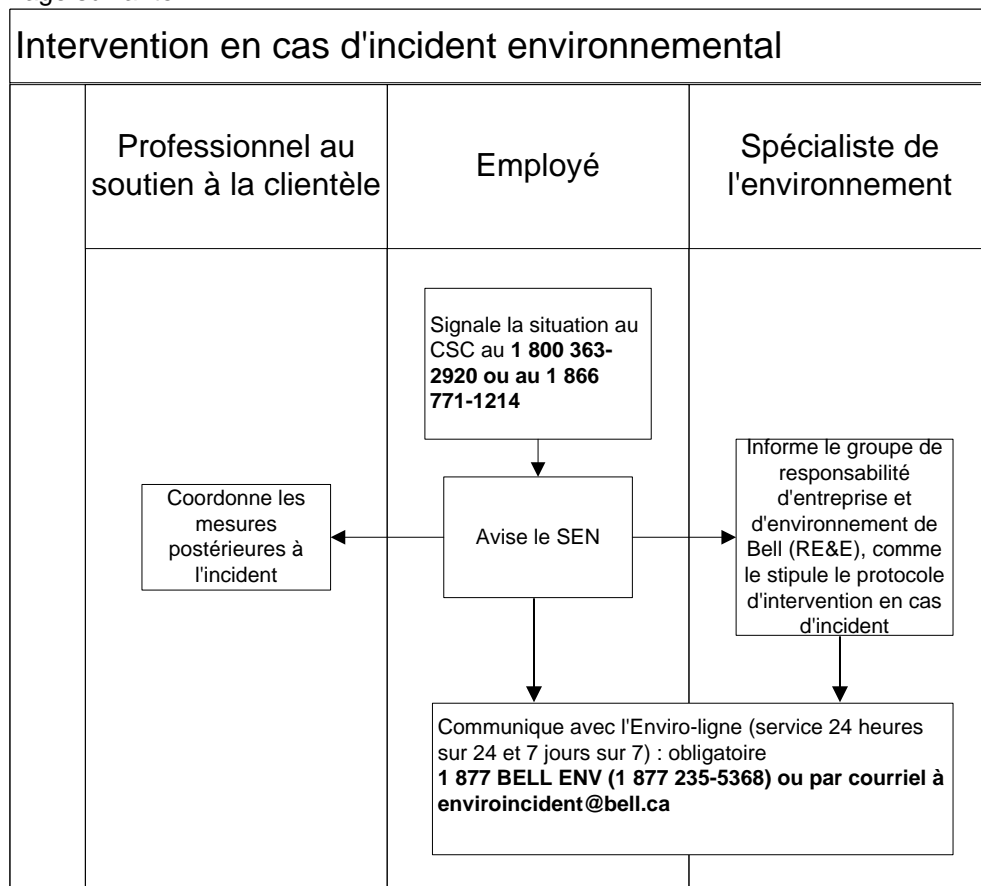 Intervention en cas d'incident environnemental
Professionnel au
soutien à la clientèle
Employé
Spécialiste de
l'environnement
Signale la situation au
CSC au 1 800 363-
2920 ou au 1 866
771-1214
Coordonne les
mesures
postérieures à
l'incident
Avise le SEN
Informe le groupe de
responsabilité
d'entreprise et
d'environnement de
Bell (RE&E), comme
le stipule le protocole
d'intervention en cas
d'incident
Communique avec l'Enviro-ligne (service 24 heures
sur 24 et 7 jours sur 7) : obligatoire
1 877 BELL ENV (1 877 235-5368) ou par courriel à
enviroincident@bell.ca